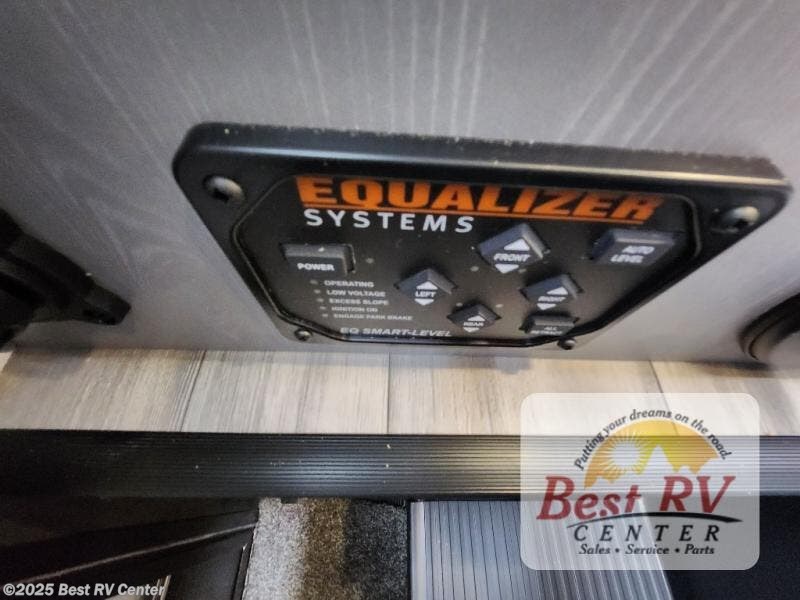 EQUALIZER
SYSTEMS
POWER
FRONT
AUTO
LEVEL
LEFT
RIGHT
REAR
ALL
RETRACT
OPERATING
LOW VOLTAGE
EXCESS SLOPE
IGNITION ON
ENGAGE PARK BRAKE
EQ SMART-LEVEL
Putting your dreams on the road.
Best RV
CENTER
Sales • Service • Parts
©2025 Best RV Center